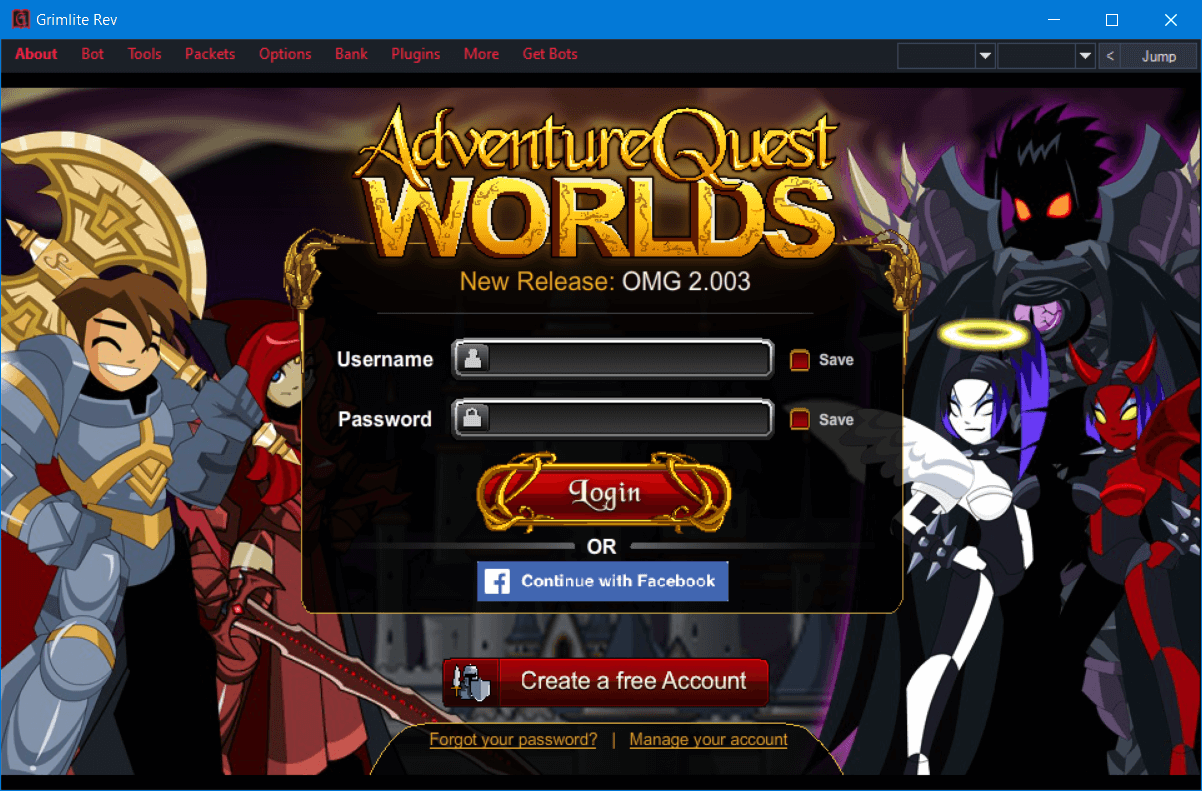 Grimlite Rev
About Bot Tools Packets Options Bank Plugins More Get Bots < Jump
AdventureQuest
WORLDS
New Release: OMG 2.003
Username Save
Password Save
Login
OR
Continue with Facebook
Create a free Account
Forgot your password? | Manage your account